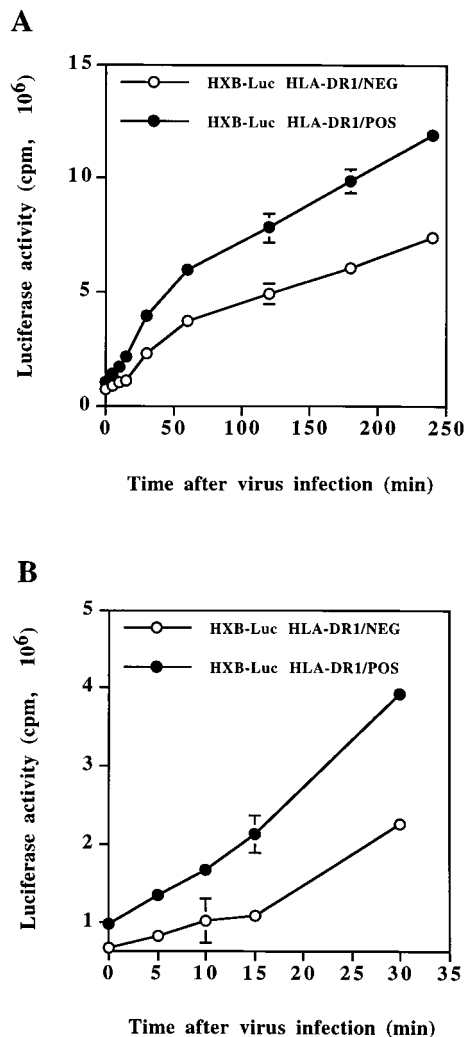 A
Luciferase activity (cpm, 10⁶)
15
10
5
0
HXB-Luc HLA-DR1/NEG
HXB-Luc HLA-DR1/POS
0 50 100 150 200 250
Time after virus infection (min)
B
Luciferase activity (cpm, 10⁶)
5
4
2
1
HXB-Luc HLA-DR1/NEG
HXB-Luc HLA-DR1/POS
0 5 10 15 20 25 30 35
Time after virus infection (min)